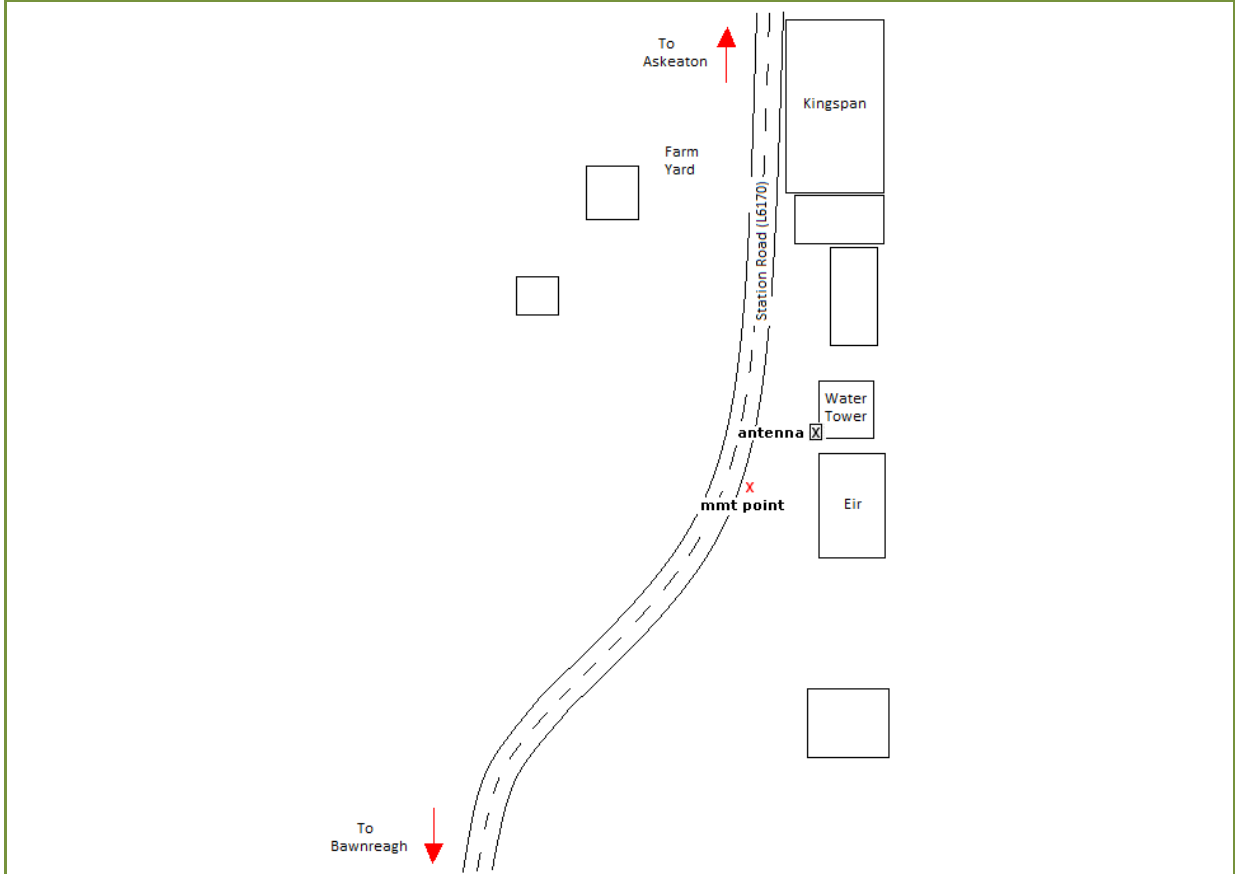 To
Askeaton
Kingspan
Farm
Yard
Station Road (L6170)
Water
Tower
antenna X
X
mmt point
Eir
To
Bawnreagh